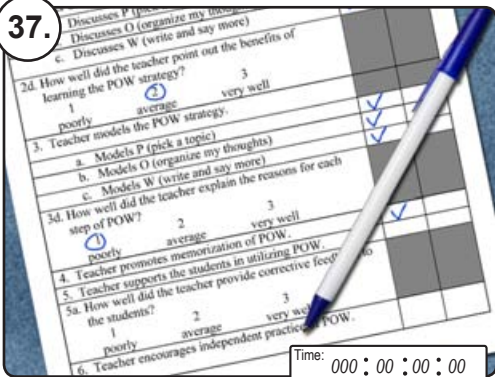 37.
Discusses P (pick
Discusses O (organize my thoughts
c. Discusses W (write and say more)
2d. How well did the teacher point out the benefits of
learning the POW strategy?
1 2 3
poorly average very well
3. Teacher models the POW strategy.
a. Models P (pick a topic)
b. Models O (organize my thoughts)
c. Models W (write and say more)
3d. How well did the teacher explain the reasons for each
step of POW?
1 2 3
poorly average very well
4. Teacher promotes memorization of POW.
5. Teacher supports the students in utilizing POW.
5a. How well did the teacher provide corrective feed to
the students?
1 2 3
poorly average very well
6. Teacher encourages independent practice POW.
Time: 000 : 00 : 00 : 00